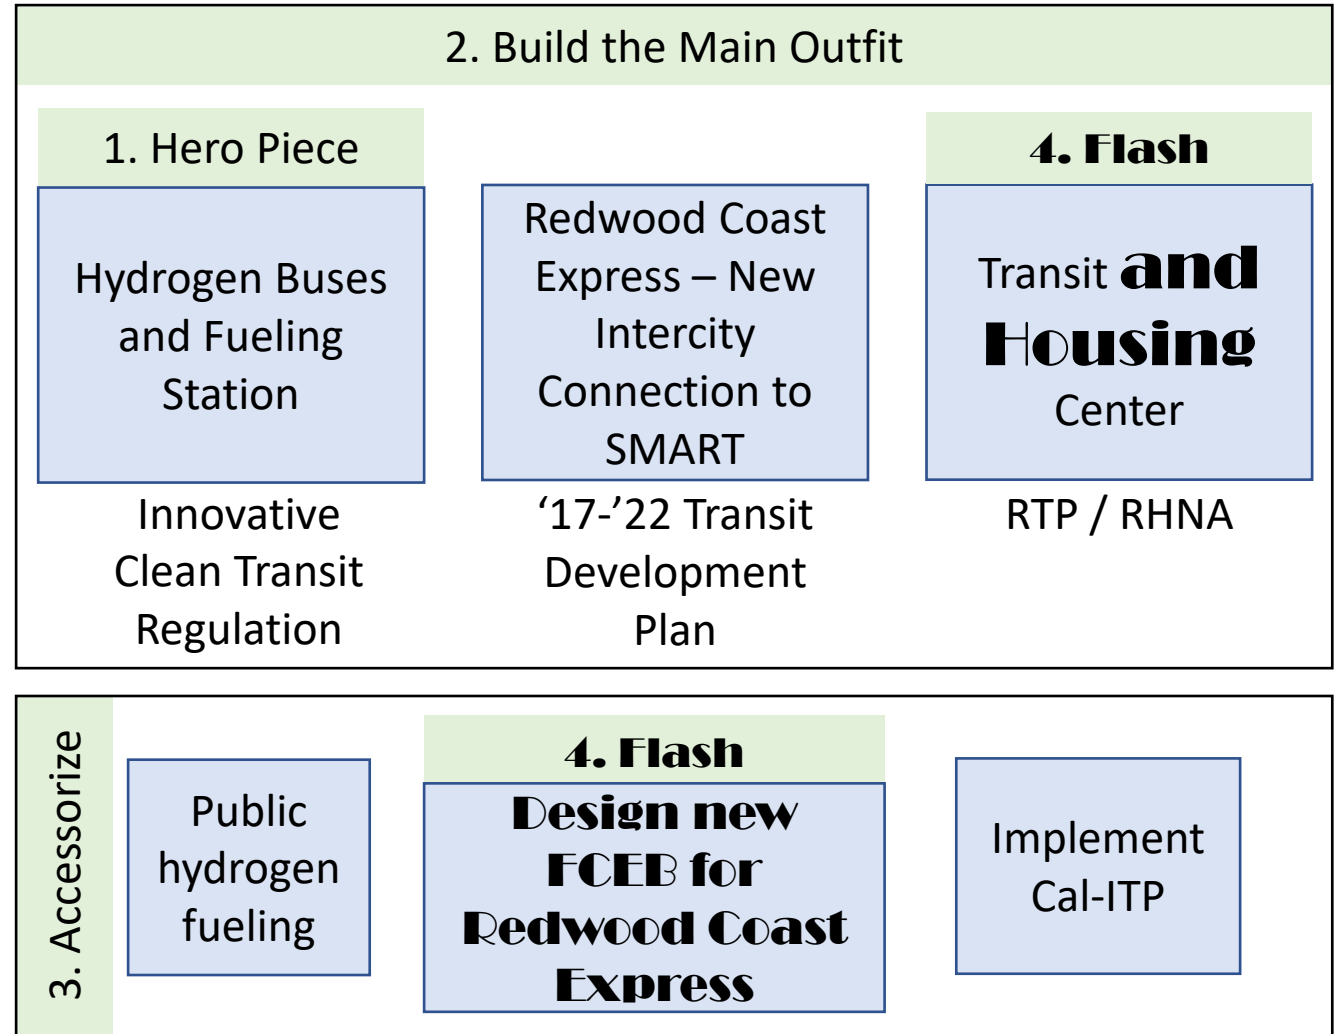 2. Build the Main Outfit
1. Hero Piece
Hydrogen Buses
and Fueling
Station
Innovative
Clean Transit
Regulation
Redwood Coast
Express – New
Intercity
Connection to
SMART
‘17-’22 Transit
Development
Plan
4. Flash
Transit and
Housing
Center
RTP / RHNA
3. Accessorize
Public
hydrogen
fueling
4. Flash
Design new
FCEB for
Redwood Coast
Express
Implement
Cal-ITP